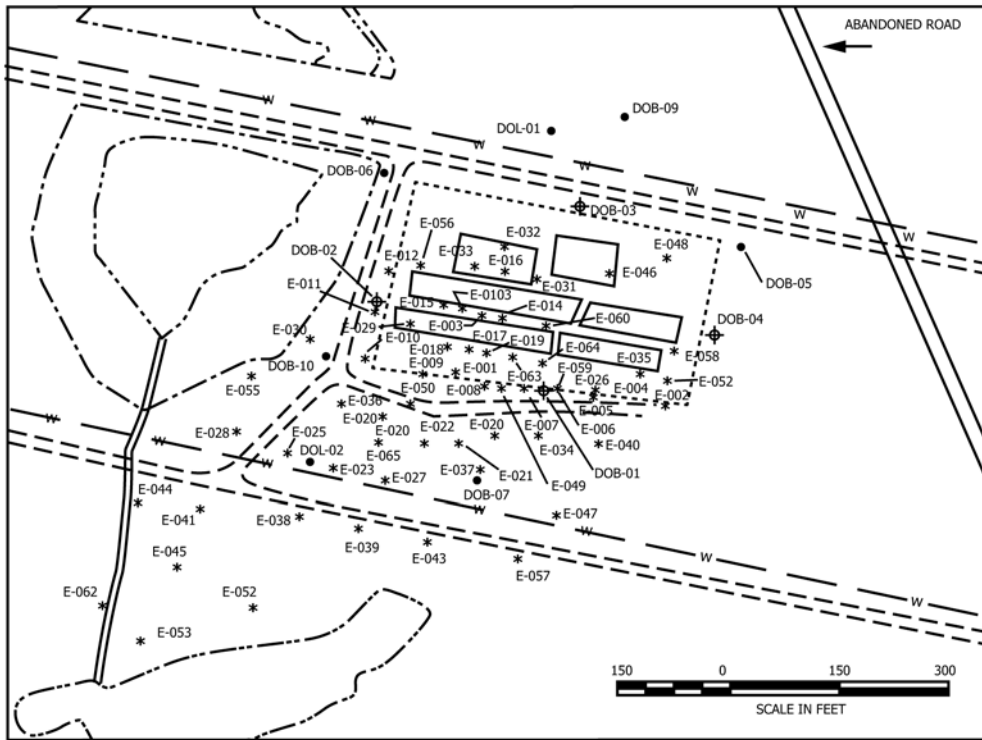 ABANDONED ROAD
DOB-09
DOL-01
W
W
W
W
W
W
W
W
DOB-06
DOB-03
E-056
E-032
E-048
DOB-02
E-012
E-033
E-016
E-046
E-031
DOB-05
E-011
E-0103
E-015
E-014
E-060
DOB-04
E-029
E-003
E-030
E-010
E-017
E-019
E-018
E-064
E-035
E-058
DOB-10
E-009
E-001
E-059
E-055
E-008
E-063
E-026
E-004
E-052
E-050
E-002
E-036
E-005
E-020
W
E-007
E-006
E-028
E-025
E-020
E-022
E-020
E-034
E-040
W
W
DOL-02
E-065
E-023
E-037
E-021
DOB-01
E-027
DOB-07
E-049
E-044
E-041
E-038
W
E-047
E-039
E-043
W
E-045
E-057
E-062
E-052
W
E-053
150 0 150 300
SCALE IN FEET